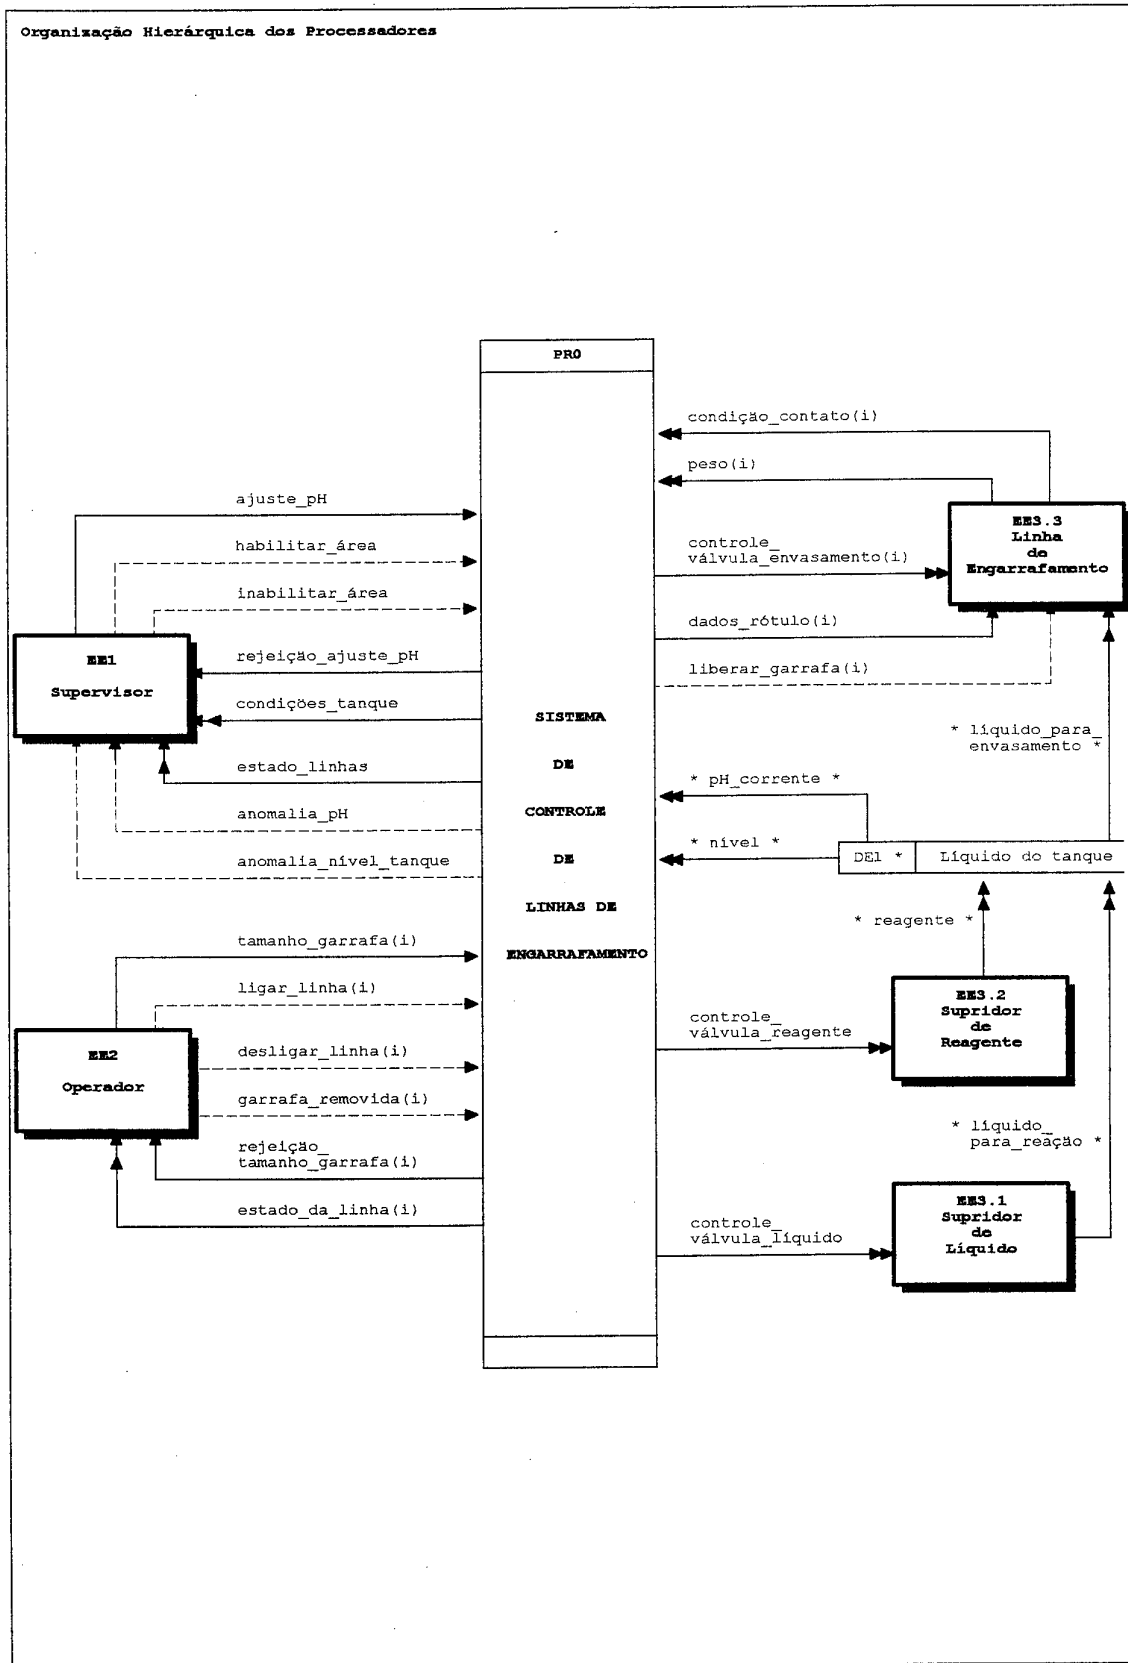 Organização Hierárquica dos Processadores
PR0
SISTEMA
DE
CONTROLE
DE
LINHAS DE
ENGARRAFAMENTO
ajuste_pH
habilitar_área
inabilitar_área
EE1
Supervisor
rejeição_ajuste_pH
condições_tanque
estado_linhas
anomalia_pH
anomalia_nível_tanque
tamanho_garrafa(i)
ligar_linha(i)
EE2
Operador
desligar_linha(i)
garrafa_removida(i)
rejeição_
tamanho_garrafa(i)
estado_da_linha(i)
condição_contato(i)
peso(i)
EE3.3
Linha
de
Engarrafamento
controle_
válvula_envasamento(i)
dados_rótulo(i)
liberar_garrafa(i)
* líquido_para_
envasamento *
* pH_corrente *
* nível *
DE1 *
Líquido do tanque
* reagente *
EE3.2
Supridor
de
Reagente
controle_
válvula_reagente
* líquido_
para_reação *
EE3.1
Supridor
de
Líquido
controle_
válvula_líquido